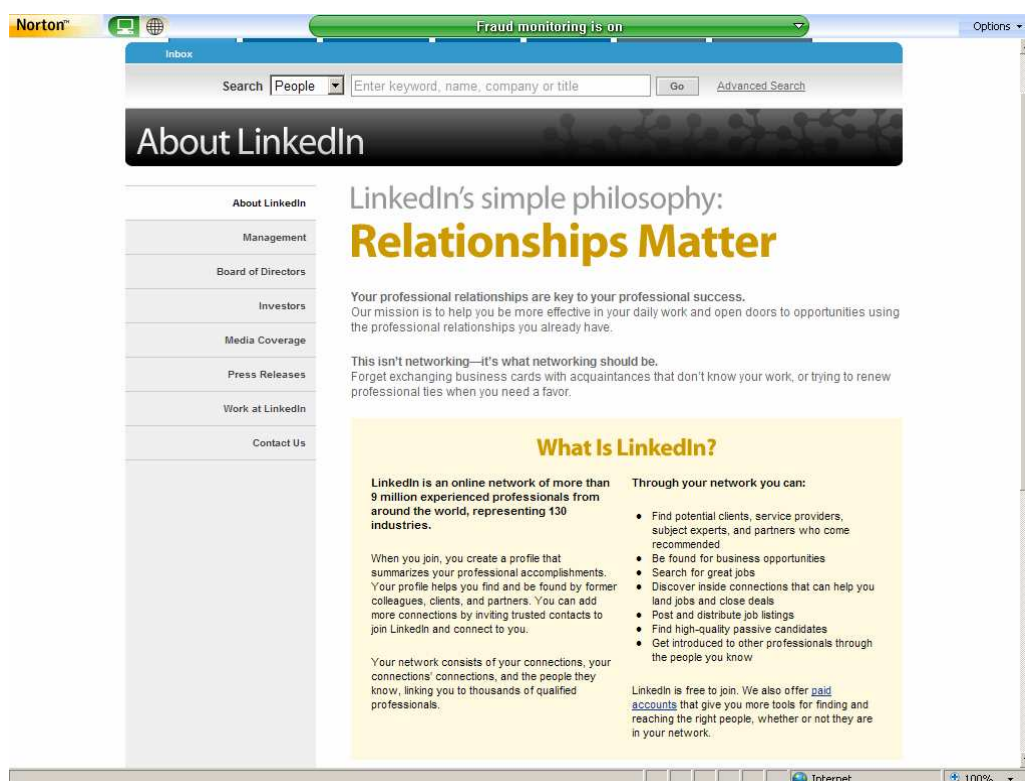 Norton™
Fraud monitoring is on
Options
Inbox
Search People Enter keyword, name, company or title Go Advanced Search
About LinkedIn
About LinkedIn
Management
Board of Directors
Investors
Media Coverage
Press Releases
Work at LinkedIn
Contact Us
LinkedIn's simple philosophy:
Relationships Matter
Your professional relationships are key to your professional success.
Our mission is to help you be more effective in your daily work and open doors to opportunities using
the professional relationships you already have.
This isn't networking—it's what networking should be.
Forget exchanging business cards with acquaintances that don't know your work, or trying to renew
professional ties when you need a favor.
What Is LinkedIn?
LinkedIn is an online network of more than
9 million experienced professionals from
around the world, representing 130
industries.
When you join, you create a profile that
summarizes your professional accomplishments.
Your profile helps you find and be found by former
colleagues, clients, and partners. You can add
more connections by inviting trusted contacts to
join LinkedIn and connect to you.
Your network consists of your connections, your
connections' connections, and the people they
know, linking you to thousands of qualified
professionals.
Through your network you can:
• Find potential clients, service providers,
subject experts, and partners who come
recommended
• Be found for business opportunities
• Search for great jobs
• Discover inside connections that can help you
land jobs and close deals
• Post and distribute job listings
• Find high-quality passive candidates
• Get introduced to other professionals through
the people you know
LinkedIn is free to join. We also offer paid
accounts that give you more tools for finding and
reaching the right people, whether or not they are
in your network.
Internet
100%